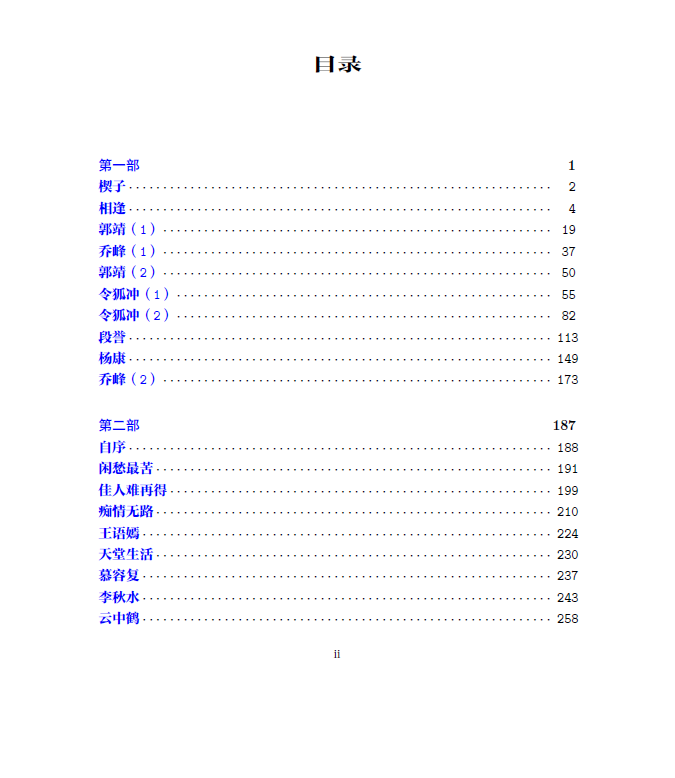 目录
第一部 1
楔子 2
相逢 4
郭靖（1） 19
乔峰（1） 37
郭靖（2） 50
令狐冲（1） 55
令狐冲（2） 82
段誉 113
杨康 149
乔峰（2） 173
第二部 187
自序 188
闲愁最苦 191
佳人难再得 199
痴情无路 210
王语嫣 224
天堂生活 230
慕容复 237
李秋水 243
云中鹤 258
ii